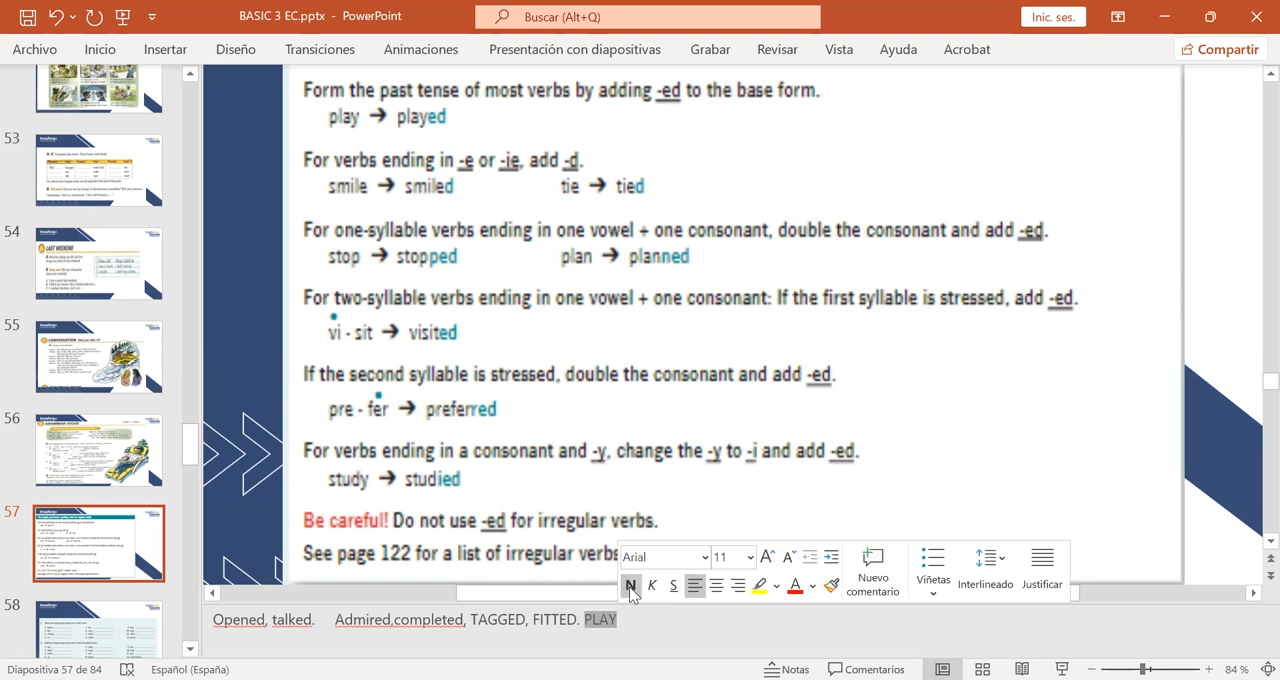 BASIC 3 EC.pptx - PowerPoint
Buscar (Alt+Q)
Inic. ses.
Archivo Inicio Insertar Diseño Transiciones Animaciones Presentación con diapositivas Grabar Revisar Vista Ayuda Acrobat Compartir
53
54
LAST WEEKEND
55
56
57
58
Form the past tense of most verbs by adding -ed to the base form.
play → played
For verbs ending in -e or -ie, add -d.
smile → smiled tie → tied
For one-syllable verbs ending in one vowel + one consonant, double the consonant and add -ed.
stop → stopped plan → planned
For two-syllable verbs ending in one vowel + one consonant: If the first syllable is stressed, add -ed.
vi - sit → visited
If the second syllable is stressed, double the consonant and add -ed.
pre - fer → preferred
For verbs ending in a consonant and -y, change the -y to -i and add -ed.
study → studied
Be careful! Do not use -ed for irregular verbs.
See page 122 for a list of irregular verbs
Arial 11
N K S
Nuevo comentario
Viñetas
Interlineado
Justificar
Opened, talked. Admired,completed, TAGGED, FITTED. PLAY
Diapositiva 57 de 84 Español (España) Notas Comentarios 84 %